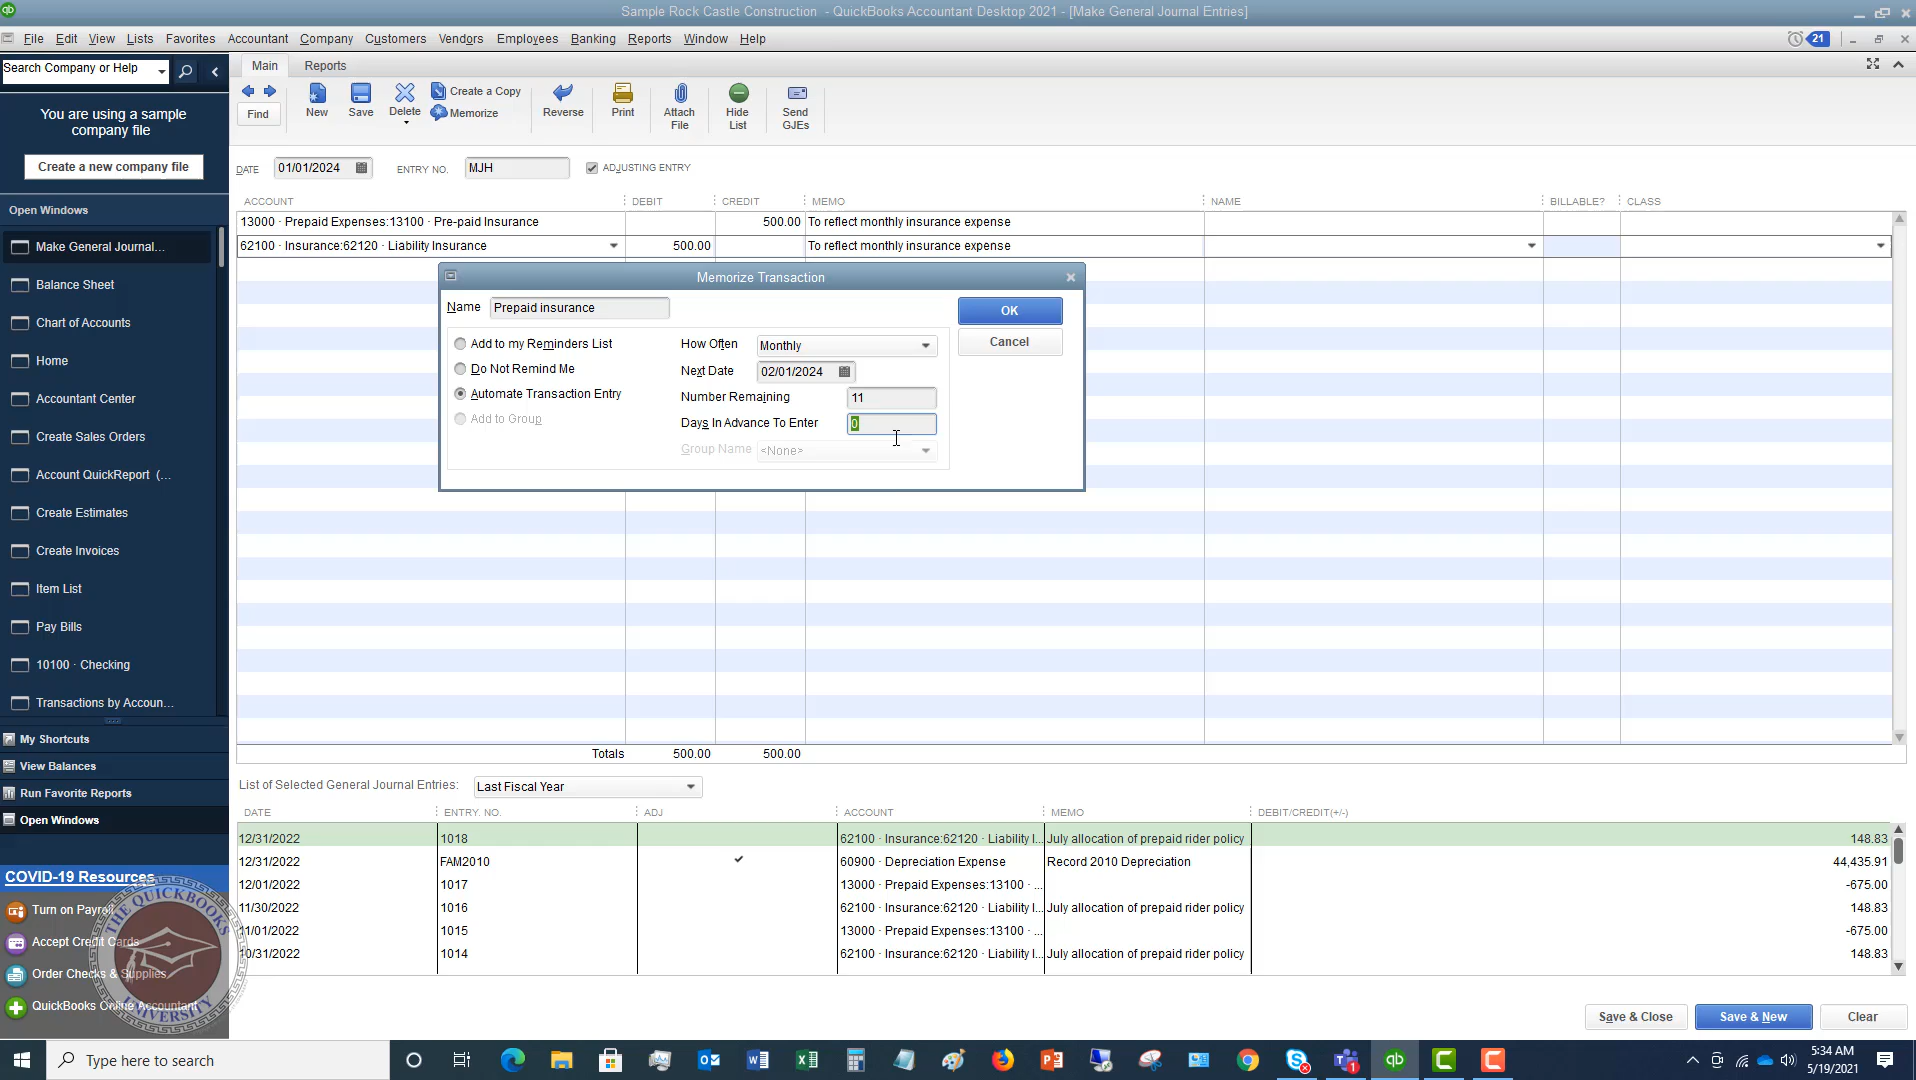 Sample Rock Castle Construction - QuickBooks Accountant Desktop 2021 - [Make General Journal Entries]
File Edit View Lists Favorites Accountant Company Customers Vendors Employees Banking Reports Window Help
21
Search Company or Help
You are using a sample
company file
Create a new company file
Open Windows
Make General Journal...
Balance Sheet
Chart of Accounts
Home
Accountant Center
Create Sales Orders
Account QuickReport (...
Create Estimates
Create Invoices
Item List
Pay Bills
10100 · Checking
Transactions by Accoun...
My Shortcuts
View Balances
Run Favorite Reports
Open Windows
COVID-19 Resources
Turn on Payroll
Accept Credit Cards
Order Checks & Supplies
QuickBooks Online Accountant
THE QUICKBOOKS
UNIVERSITY
Main Reports
Find
New
Save
Delete
Create a Copy
Memorize
Reverse
Print
Attach
File
Hide
List
Send
GJEs
DATE 01/01/2024 ENTRY NO. MJH ADJUSTING ENTRY
ACCOUNT DEBIT CREDIT MEMO NAME BILLABLE? CLASS
13000 · Prepaid Expenses:13100 · Pre-paid Insurance 500.00 To reflect monthly insurance expense
62100 · Insurance:62120 · Liability Insurance 500.00 To reflect monthly insurance expense
Memorize Transaction
Name Prepaid insurance
OK
Cancel
Add to my Reminders List
Do Not Remind Me
Automate Transaction Entry
Add to Group
How Often Monthly
Next Date 02/01/2024
Number Remaining 11
Days In Advance To Enter 0
Group Name <None>
Totals 500.00 500.00
List of Selected General Journal Entries: Last Fiscal Year
DATE ENTRY. NO. ADJ ACCOUNT MEMO DEBIT/CREDIT(+/-)
12/31/2022 1018 62100 · Insurance:62120 · Liability I... July allocation of prepaid rider policy 148.83
12/31/2022 FAM2010 60900 · Depreciation Expense Record 2010 Depreciation 44,435.91
12/01/2022 1017 13000 · Prepaid Expenses:13100 · ... -675.00
11/30/2022 1016 62100 · Insurance:62120 · Liability I... July allocation of prepaid rider policy 148.83
11/01/2022 1015 13000 · Prepaid Expenses:13100 · ... -675.00
10/31/2022 1014 62100 · Insurance:62120 · Liability I... July allocation of prepaid rider policy 148.83
Save & Close
Save & New
Clear
Type here to search
5:34 AM
5/19/2021